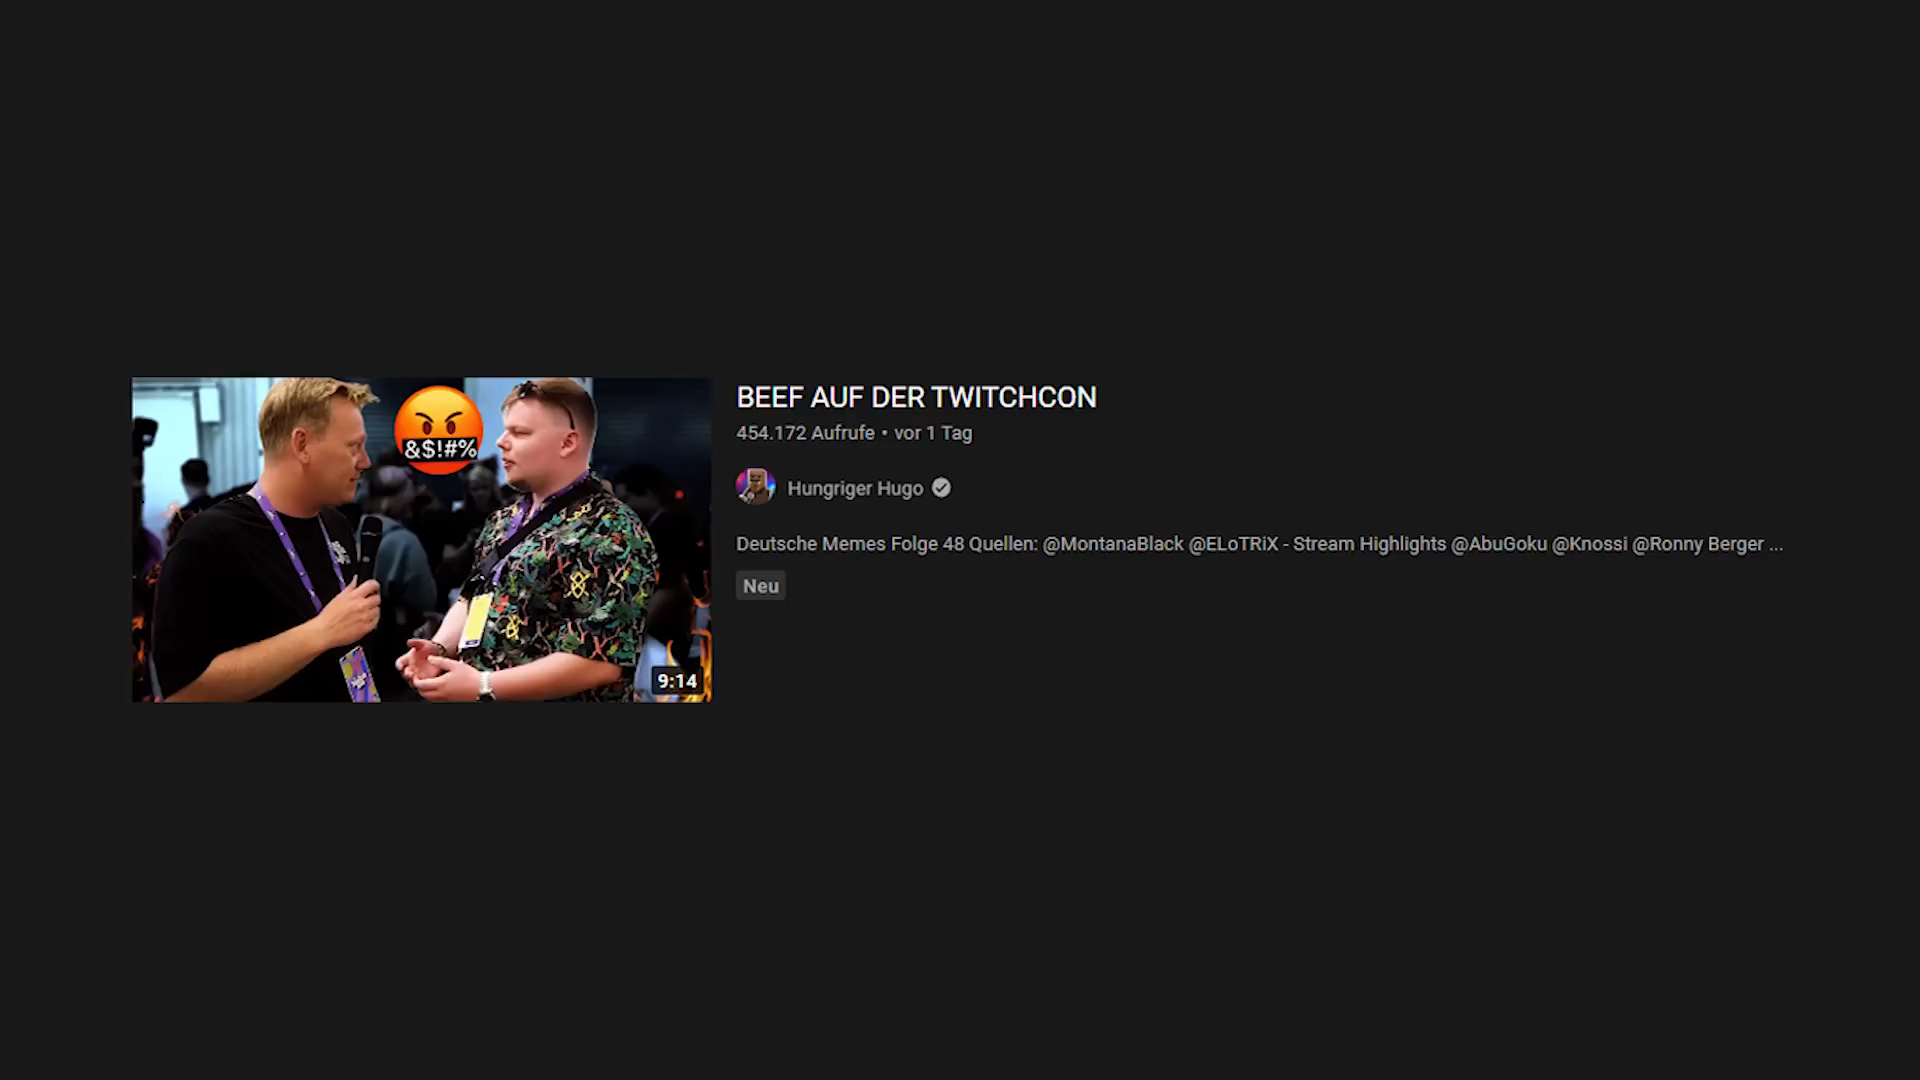 BEEF AUF DER TWITCHCON
454.172 Aufrufe • vor 1 Tag
Hungriger Hugo
Deutsche Memes Folge 48 Quellen: @MontanaBlack @ELoTRiX - Stream Highlights @AbuGoku @Knossi @Ronny Berger ...
Neu
&$!#%
9:14